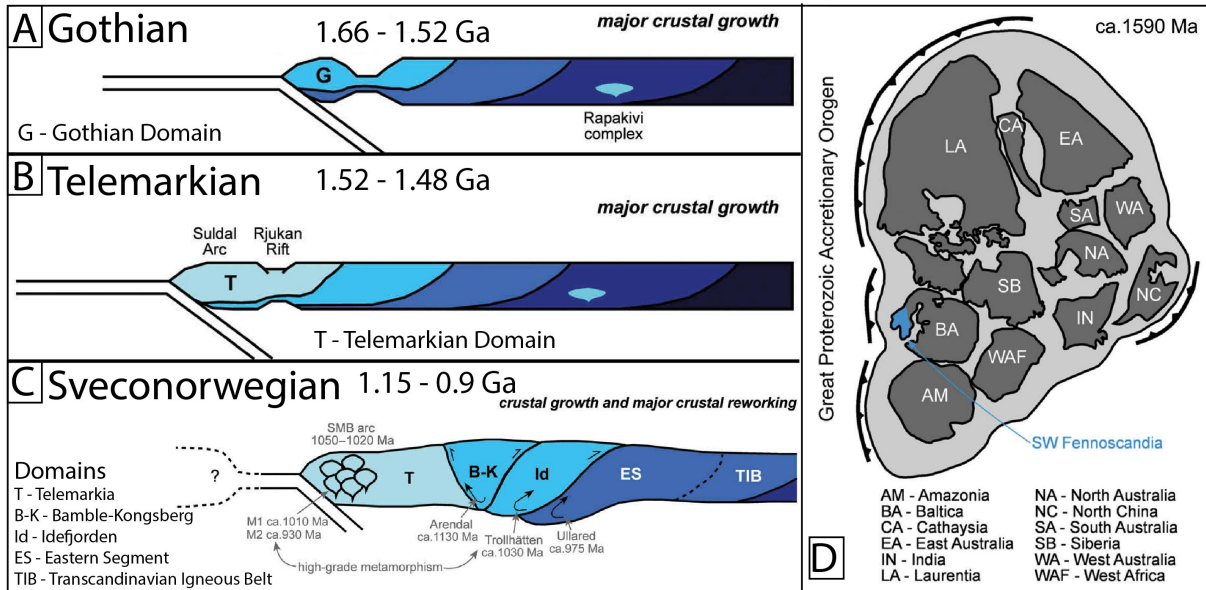 A Gothian 1.66 - 1.52 Ga major crustal growth
G
Rapakivi
complex
G - Gothian Domain
B Telemarkian 1.52 - 1.48 Ga
major crustal growth
Suldal
Arc
Rjukan
Rift
T
T - Telemarkian Domain
C Sveconorwegian 1.15 - 0.9 Ga
crustal growth and major crustal reworking
SMB arc
1050–1020 Ma
?
T
B-K
Id
ES
TIB
Domains
T - Telemarkia
B-K - Bamble-Kongsberg
Id - Idefjorden
ES - Eastern Segment
TIB - Transcandinavian Igneous Belt
M1 ca.1010 Ma
M2 ca.930 Ma
Arendal
ca.1130 Ma
Trollhätten
ca.1030 Ma
Ullared
ca.975 Ma
high-grade metamorphism
ca.1590 Ma
Great Proterozoic Accretionary Orogen
LA
CA
EA
SA
WA
NA
SB
NC
IN
BA
WAF
AM
SW Fennoscandia
D
AM - Amazonia
BA - Baltica
CA - Cathaysia
EA - East Australia
IN - India
LA - Laurentia
NA - North Australia
NC - North China
SA - South Australia
SB - Siberia
WA - West Australia
WAF - West Africa